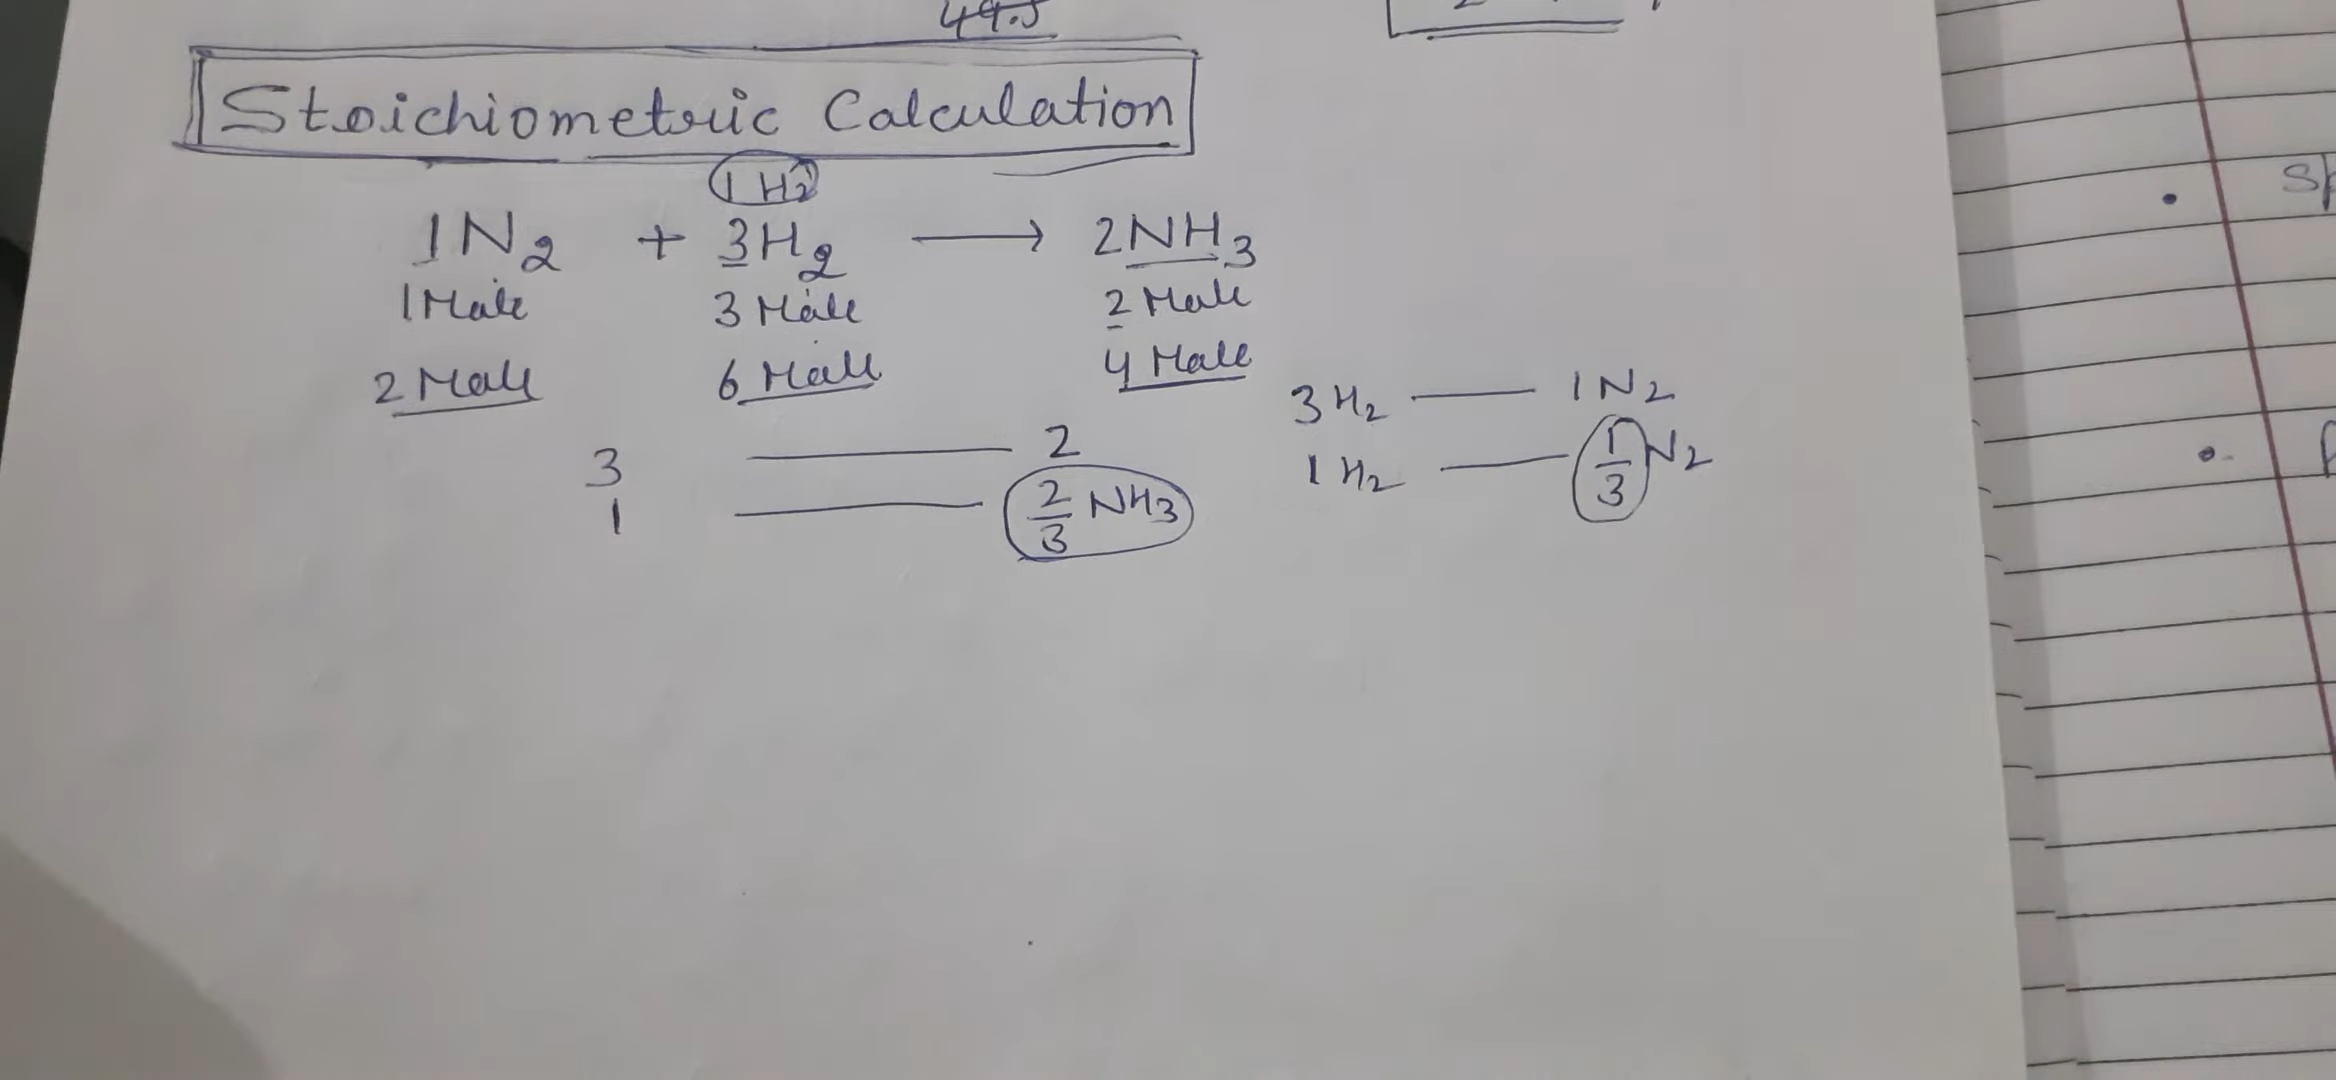 44.5
Stoichiometric Calculation
1 H2
1N2 + 3H2 → 2NH3
1 Mole 3 Mole 2 Mole
2 Mole 6 Mole 4 Mole
3H2 — 1N2
3 — 2
1H2 — 1/3 N2
1 — 2/3 NH3